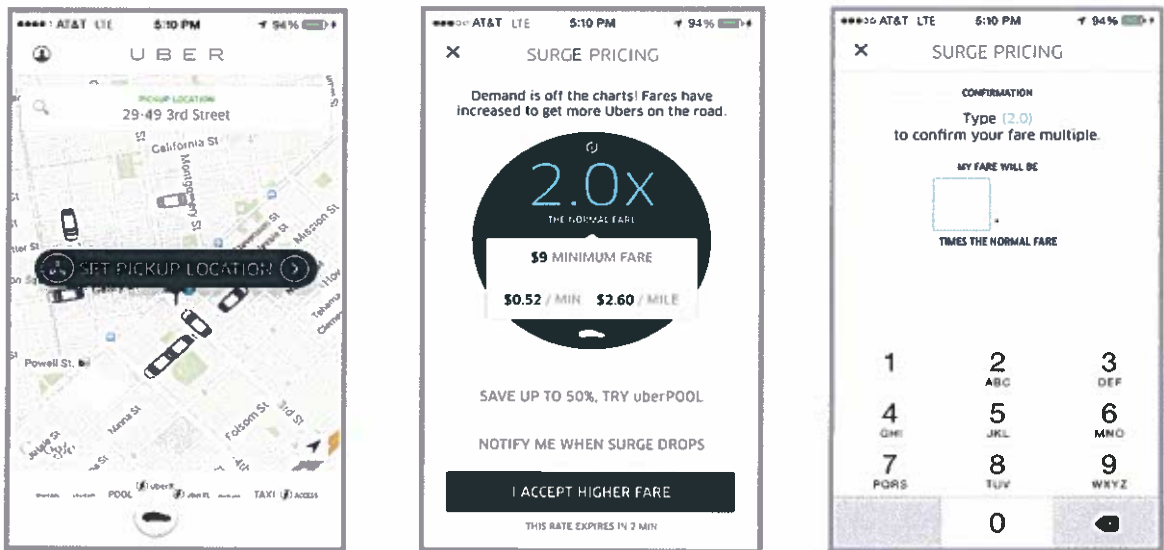 AT&T LTE 5:10 PM 94%
UBER
PICKUP LOCATION
29-49 3rd Street
California St
Montgomery St
Mission St
SET PICKUP LOCATION
Powell St.
Minna St
Folsom St
3rd St
POOL TAXI ACCESS
AT&T LTE 5:10 PM 94%
× SURGE PRICING
Demand is off the charts! Fares have
increased to get more Ubers on the road.
2.0x
THE NORMAL FARE
$9 MINIMUM FARE
$0.52 / MIN $2.60 / MILE
SAVE UP TO 50%, TRY uberPOOL
NOTIFY ME WHEN SURGE DROPS
I ACCEPT HIGHER FARE
THIS RATE EXPIRES IN 2 MIN
AT&T LTE 5:10 PM 94%
× SURGE PRICING
CONFIRMATION
Type (2.0)
to confirm your fare multiple.
MY FARE WILL BE
.
TIMES THE NORMAL FARE
1 2 3
ABC DEF
4 5 6
GHI JKL MNO
7 8 9
PQRS TUV WXYZ
0